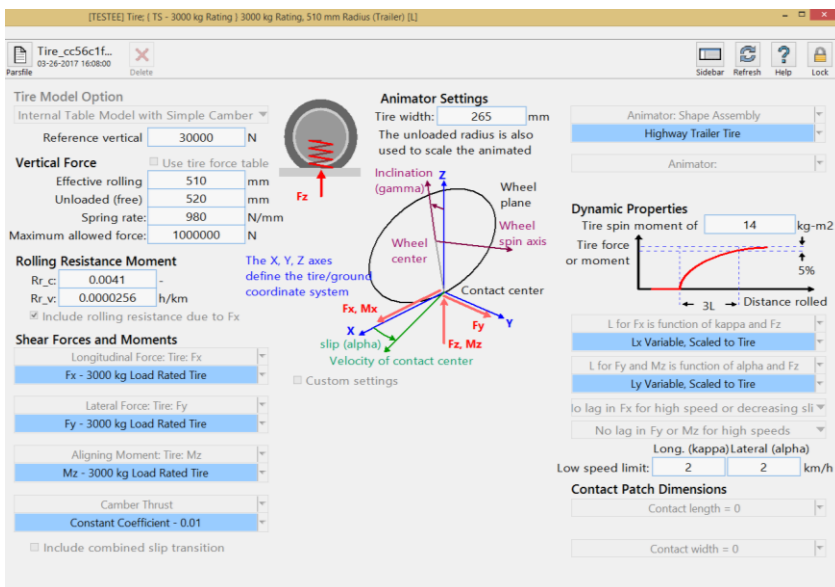 [TESTEE] Tire; { TS - 3000 kg Rating } 3000 kg Rating, 510 mm Radius (Trailer) [L]
Tire_cc56c1f...
03-26-2017 16:08:00
Parsfile
Delete
Sidebar
Refresh
Help
Lock
Tire Model Option
Internal Table Model with Simple Camber
Reference vertical 30000 N
Vertical Force
Use tire force table
Effective rolling 510 mm
Unloaded (free) 520 mm
Spring rate: 980 N/mm
Maximum allowed force: 1000000 N
Rolling Resistance Moment
Rr_c: 0.0041 -
Rr_v: 0.0000256 h/km
Include rolling resistance due to Fx
Shear Forces and Moments
Longitudinal Force: Tire: Fx
Fx - 3000 kg Load Rated Tire
Lateral Force: Tire: Fy
Fy - 3000 kg Load Rated Tire
Aligning Moment: Tire: Mz
Mz - 3000 kg Load Rated Tire
Camber Thrust
Constant Coefficient - 0.01
Include combined slip transition
Fz
Animator Settings
Tire width: 265 mm
The unloaded radius is also
used to scale the animated
Inclination
(gamma)
Z
Wheel
plane
Wheel
spin axis
Wheel
center
The X, Y, Z axes
define the tire/ground
coordinate system
Contact center
Fx, Mx
X
Fy
Y
slip (alpha)
Fz, Mz
Velocity of contact center
Custom settings
Animator: Shape Assembly
Highway Trailer Tire
Animator:
Dynamic Properties
Tire spin moment of 14 kg-m2
Tire force
or moment
5%
3L
Distance rolled
L for Fx is function of kappa and Fz
Lx Variable, Scaled to Tire
L for Fy and Mz is function of alpha and Fz
Ly Variable, Scaled to Tire
lo lag in Fx for high speed or decreasing sli
No lag in Fy or Mz for high speeds
Long. (kappa) Lateral (alpha)
Low speed limit: 2 2 km/h
Contact Patch Dimensions
Contact length = 0
Contact width = 0